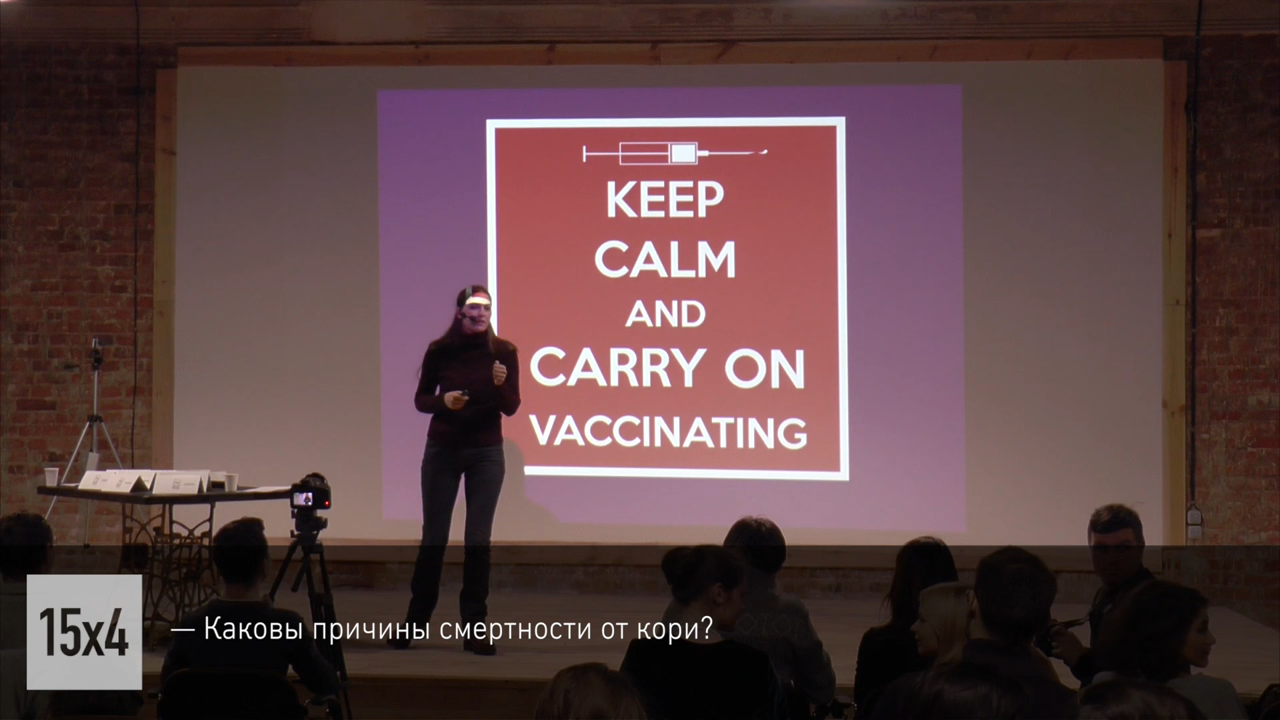 KEEP
CALM
AND
CARRY ON
VACCINATING
15x4
— Каковы причины смертности от кори?